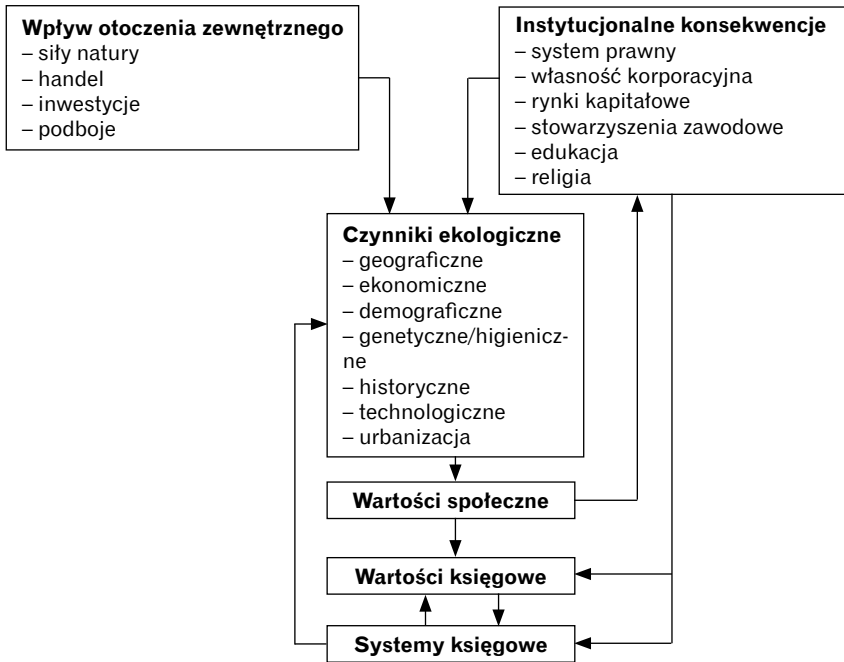 Wpływ otoczenia zewnętrznego
– siły natury
– handel
– inwestycje
– podboje
Instytucjonalne konsekwencje
– system prawny
– własność korporacyjna
– rynki kapitałowe
– stowarzyszenia zawodowe
– edukacja
– religia
Czynniki ekologiczne
– geograficzne
– ekonomiczne
– demograficzne
– genetyczne/higienicz-
ne
– historyczne
– technologiczne
– urbanizacja
Wartości społeczne
Wartości księgowe
Systemy księgowe